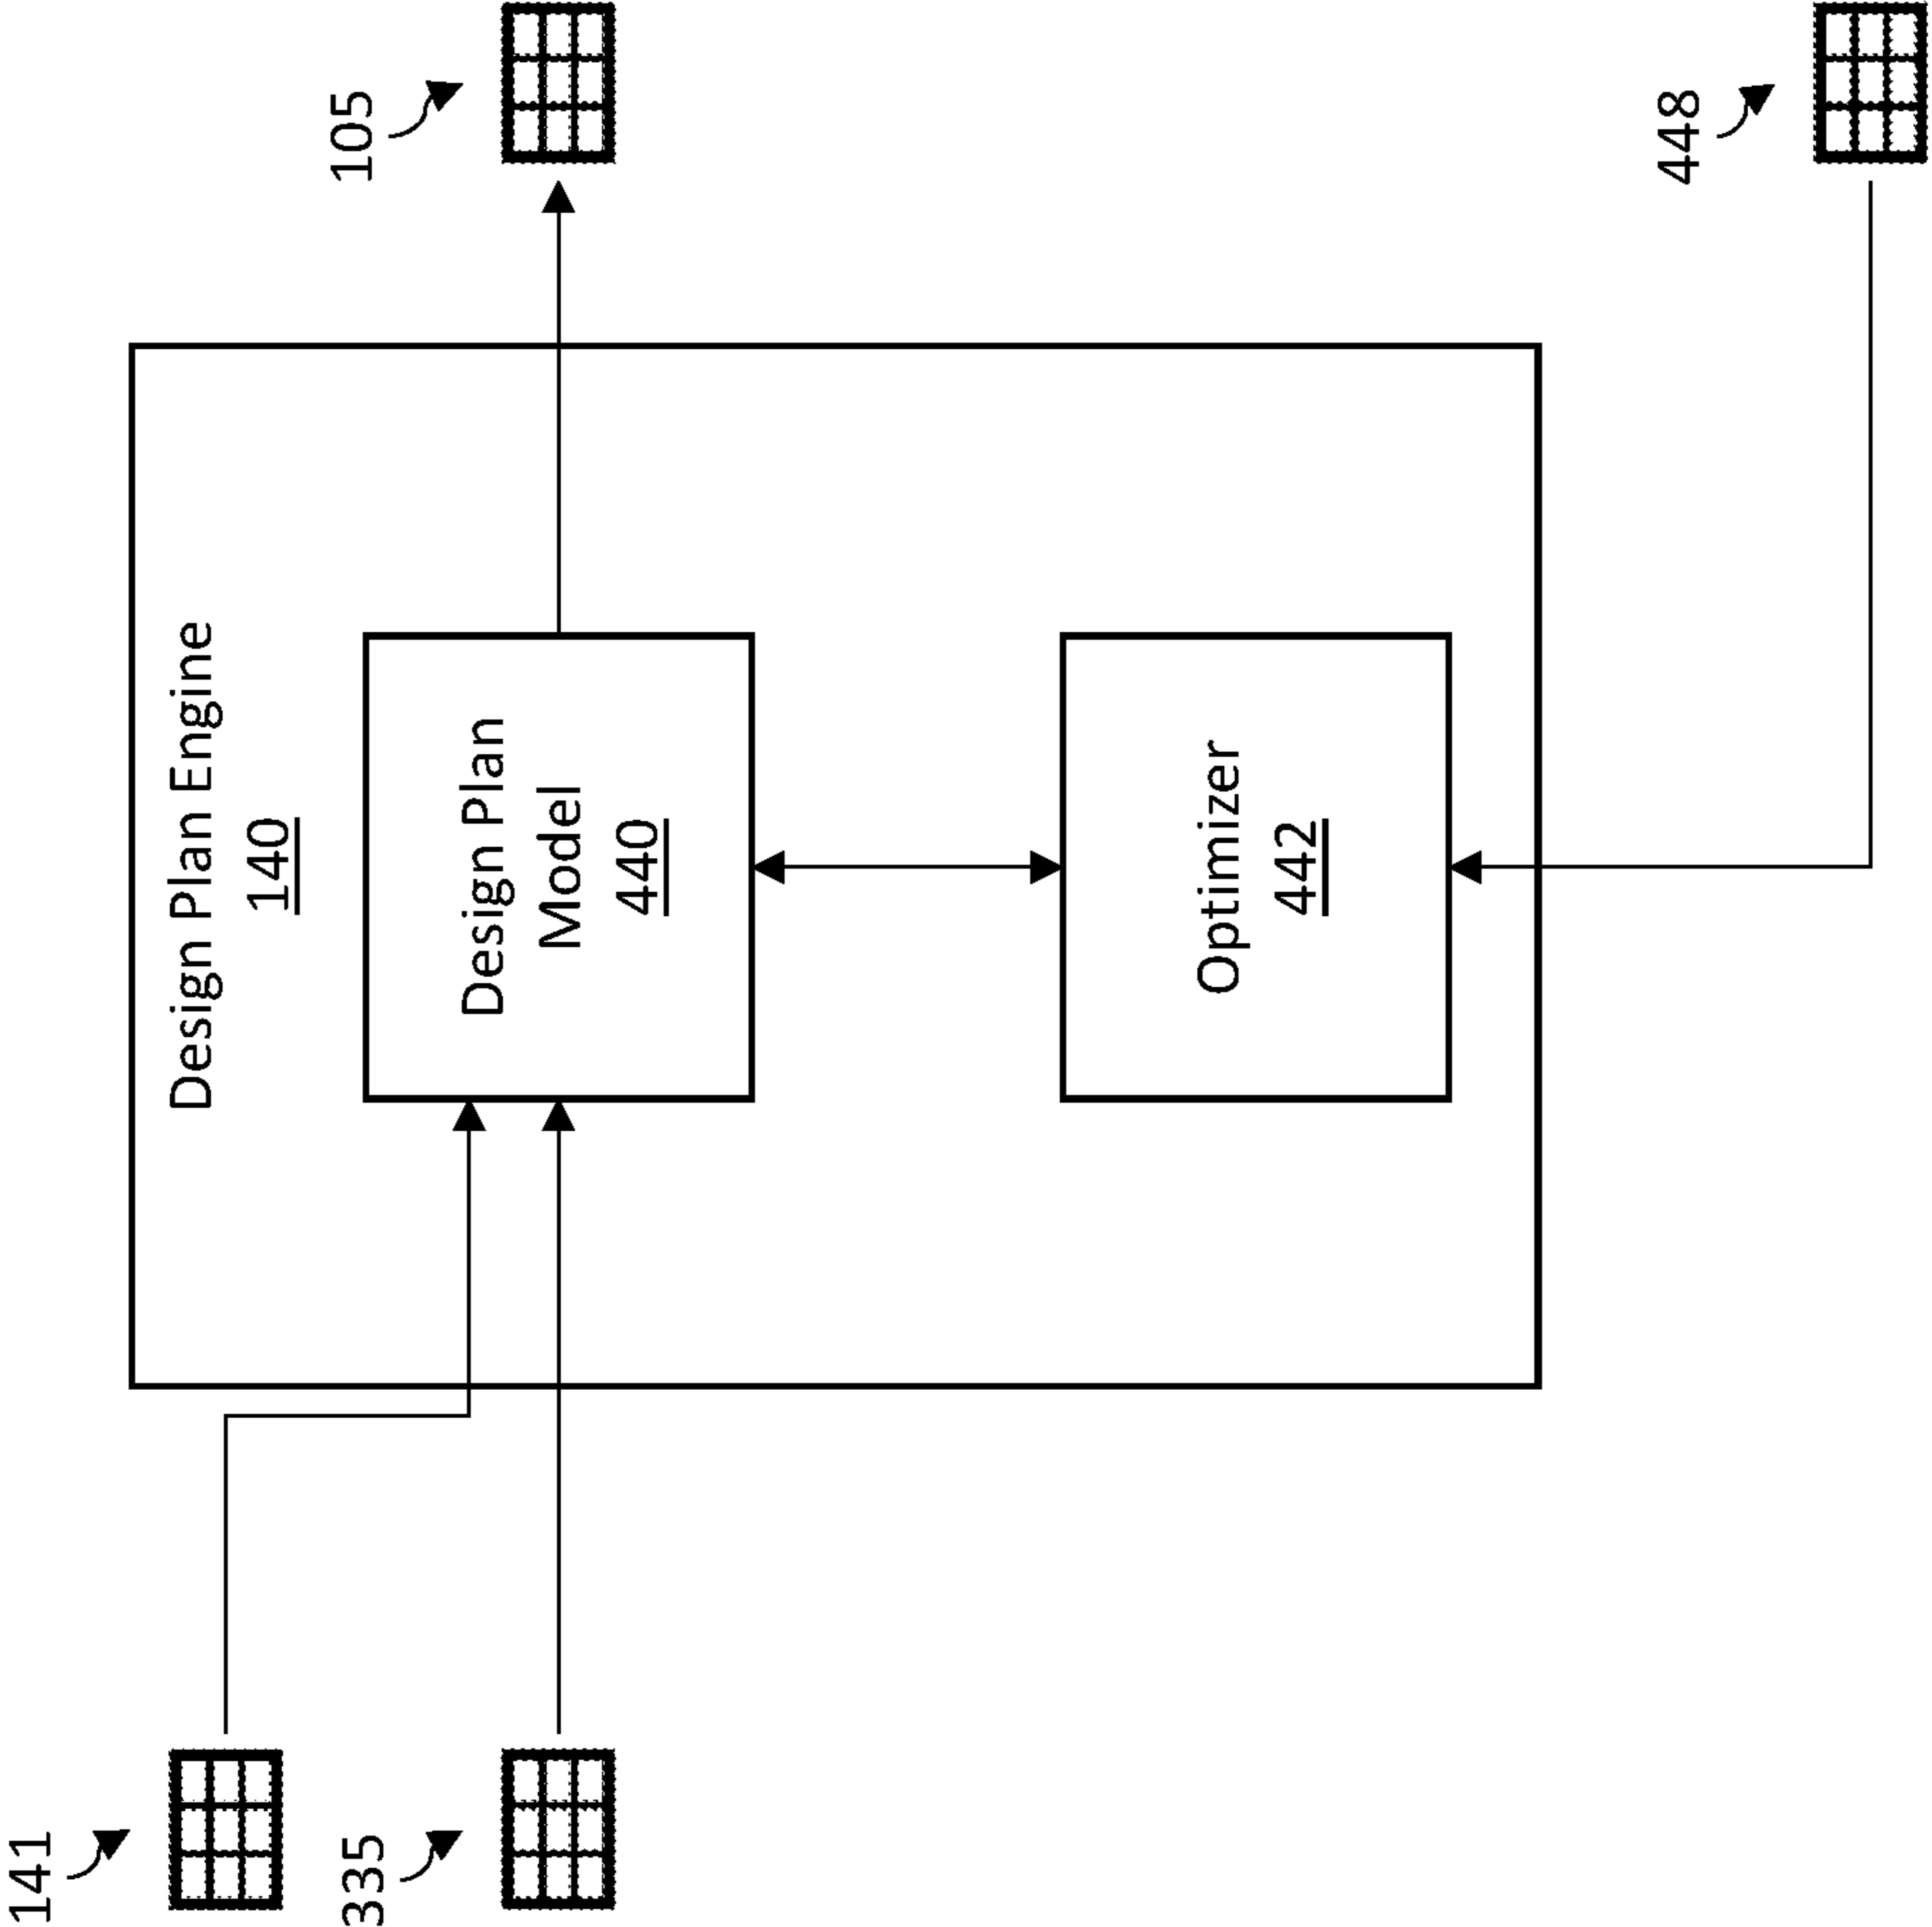 141
335
Design Plan Engine
140
Design Plan
Model
440
Optimizer
442
105
448